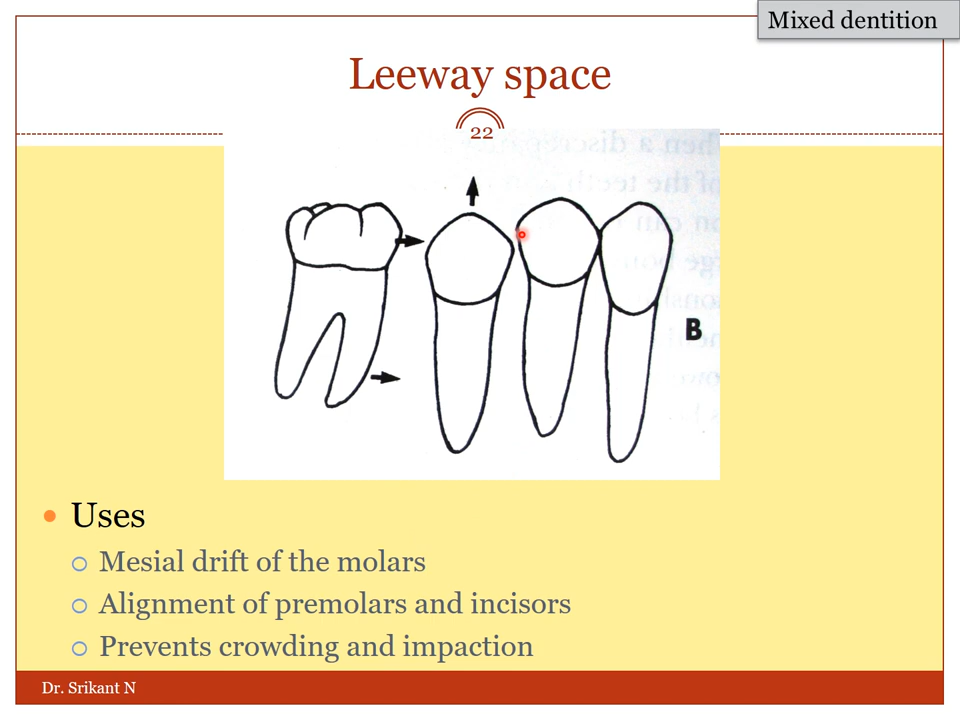 Mixed dentition
Leeway space
22
B
Uses
Mesial drift of the molars
Alignment of premolars and incisors
Prevents crowding and impaction
Dr. Srikant N